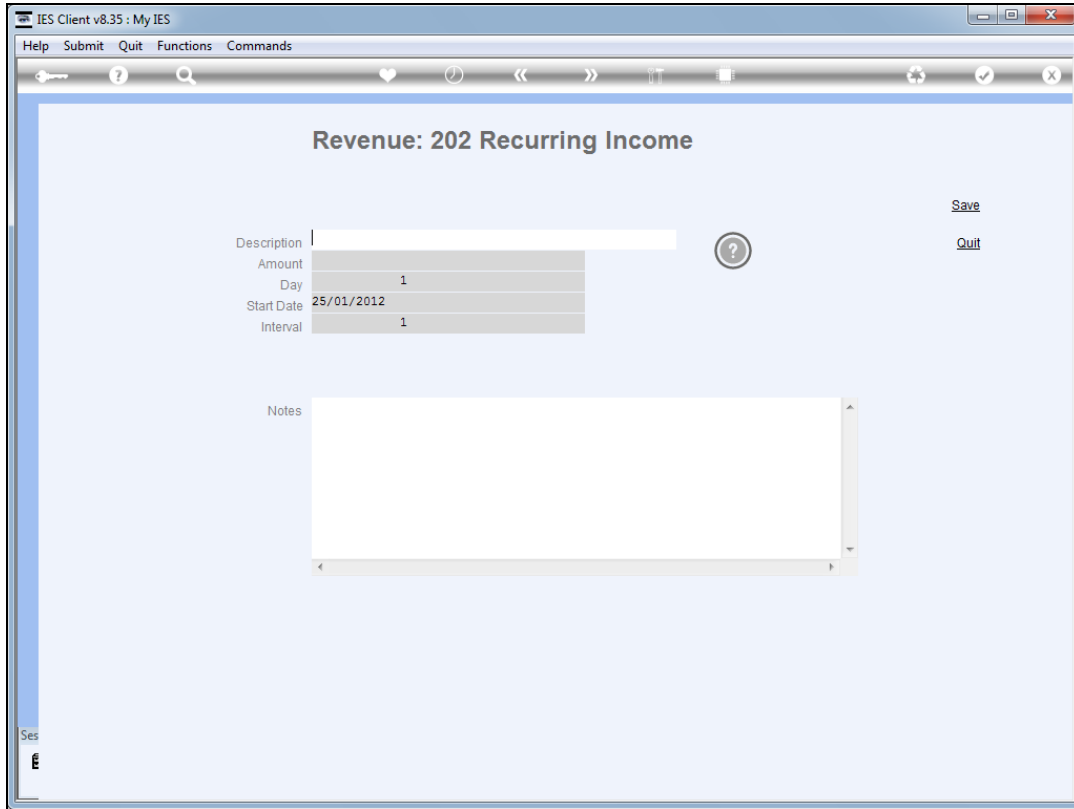 IES Client v8.35 : My IES
Help Submit Quit Functions Commands
Revenue: 202 Recurring Income
Save
Description
Quit
Amount
Day 1
Start Date 25/01/2012
Interval 1
Notes
Ses